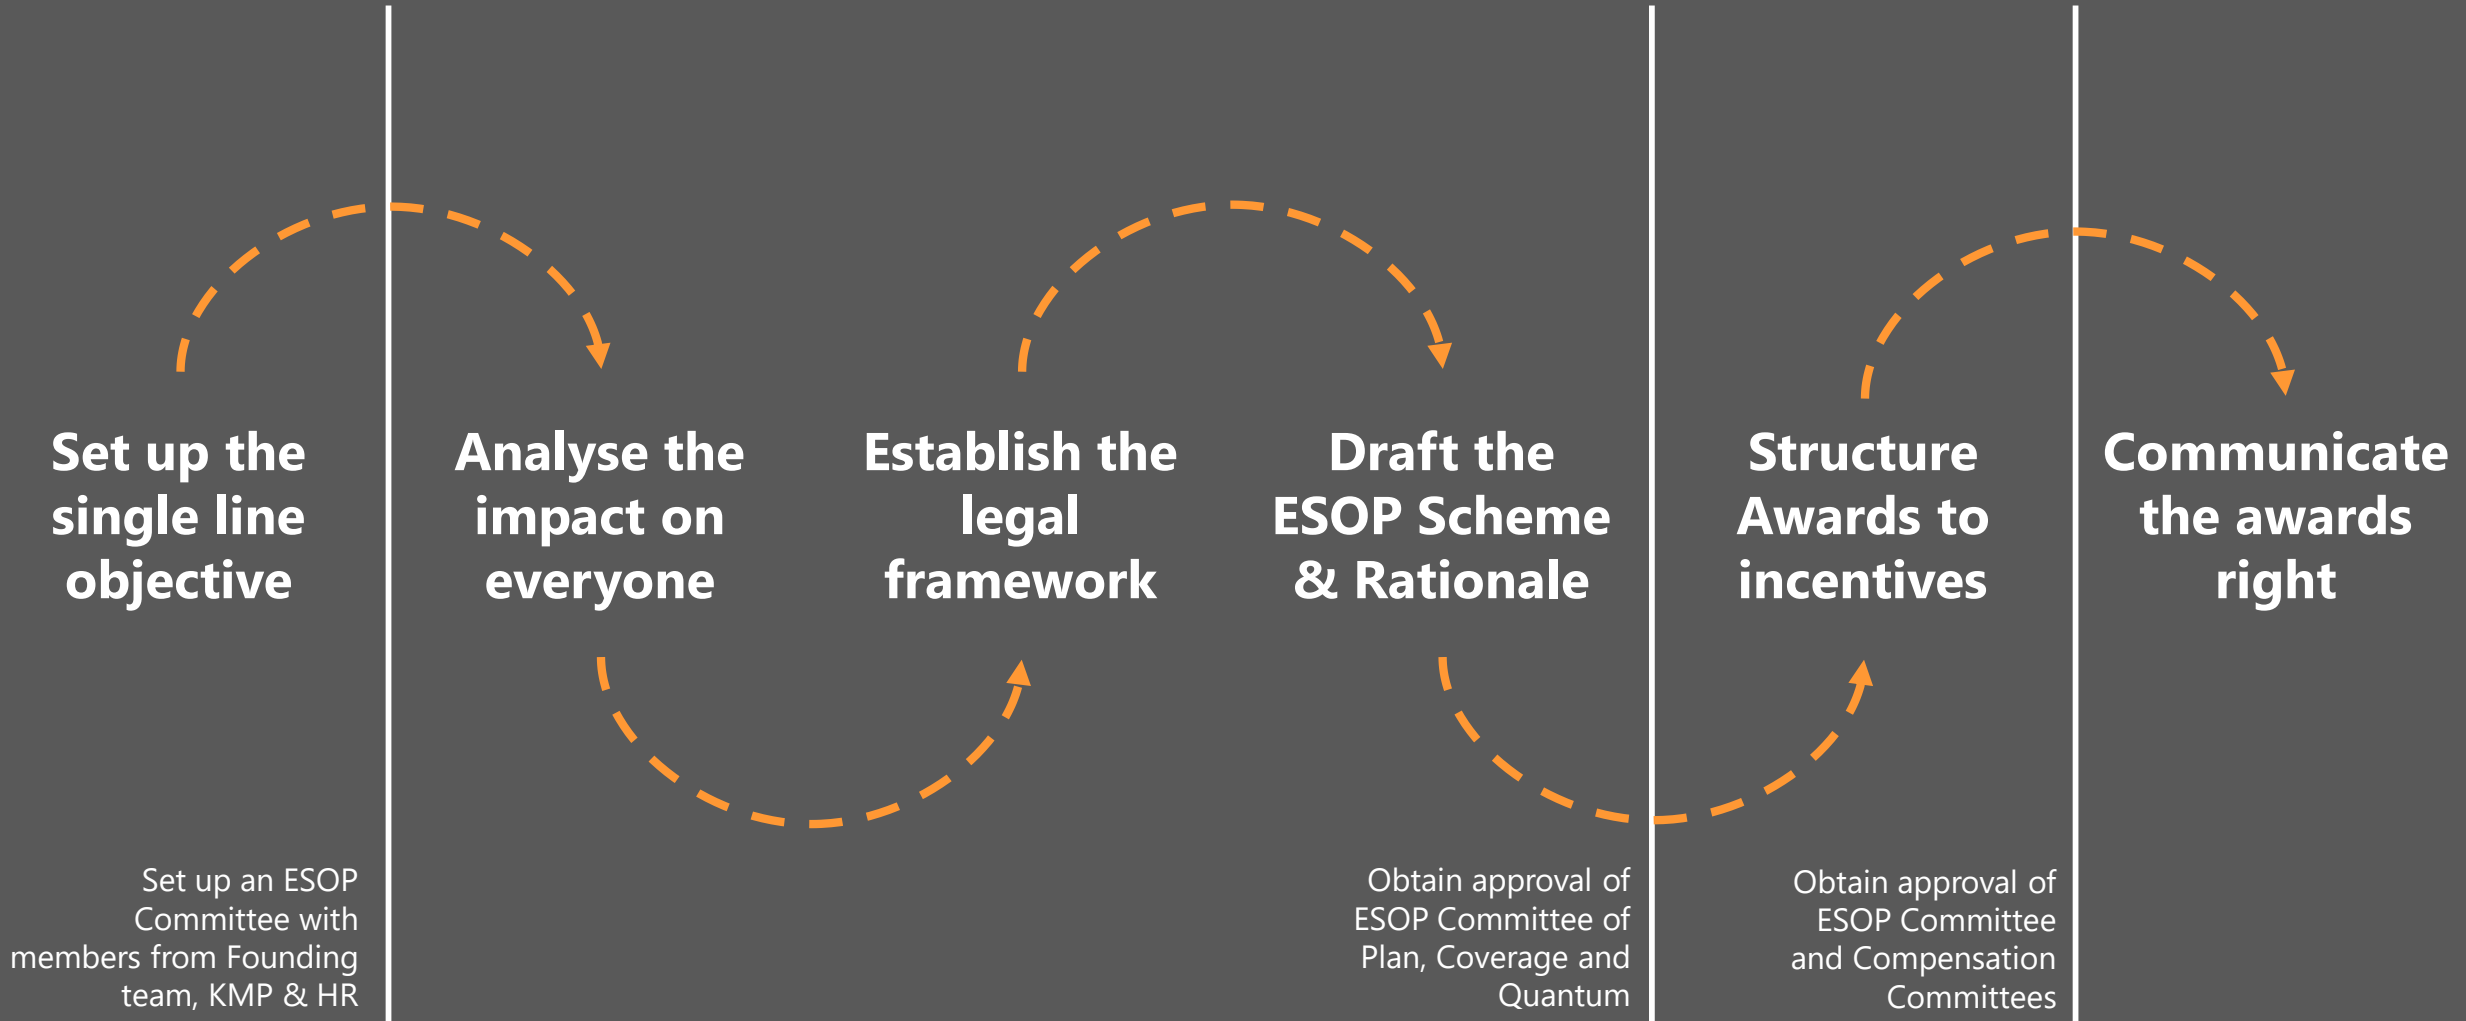 Set up the
single line
objective
Analyse the
impact on
everyone
Establish the
legal
framework
Draft the
ESOP Scheme
& Rationale
Structure
Awards to
incentives
Communicate
the awards
right
Set up an ESOP
Committee with
members from Founding
team, KMP & HR
Obtain approval of
ESOP Committee of
Plan, Coverage and
Quantum
Obtain approval of
ESOP Committee
and Compensation
Committees